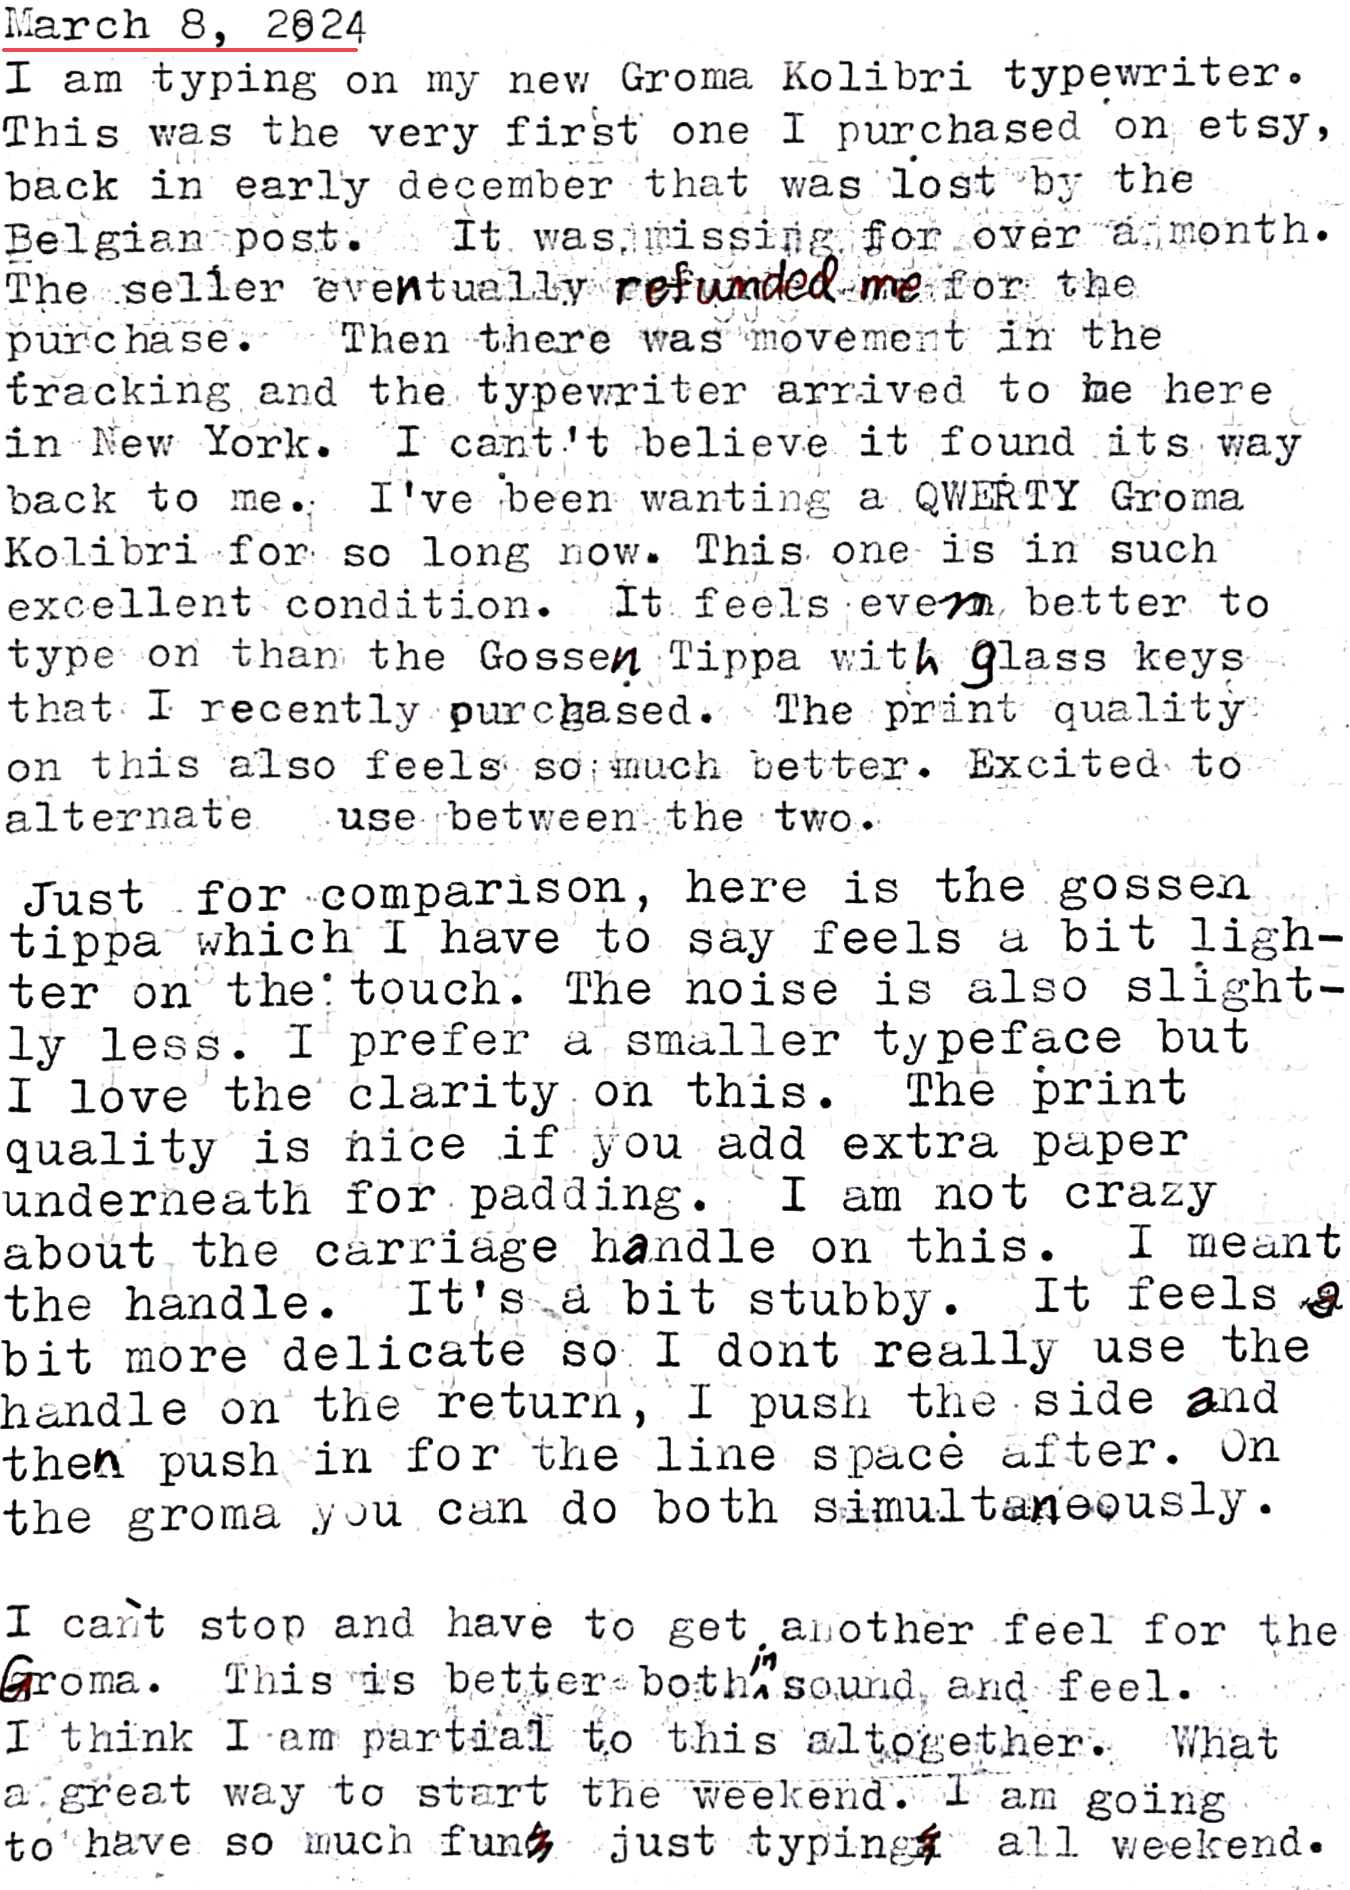 March 8, 2024
I am typing on my new Groma Kolibri typewriter.
This was the very first one I purchased on etsy,
back in early december that was lost by the
Belgian post. It was missing for over a month.
The seller eventually refunded me for the
purchase. Then there was movement in the
tracking and the typewriter arrived to me here
in New York. I cant't believe it found its way
back to me. I've been wanting a QWERTY Groma
Kolibri for so long now. This one is in such
excellent condition. It feels even better to
type on than the Gossen Tippa with glass keys
that I recently purchased. The print quality
on this also feels so much better. Excited to
alternate use between the two.
Just for comparison, here is the gossen
tippa which I have to say feels a bit ligh-
ter on the touch. The noise is also slight-
ly less. I prefer a smaller typeface but
I love the clarity on this. The print
quality is nice if you add extra paper
underneath for padding. I am not crazy
about the carriage handle on this. I meant
the handle. It's a bit stubby. It feels a
bit more delicate so I dont really use the
handle on the return, I push the side and
then push in for the line space after. On
the groma you can do both simultaneously.
I can't stop and have to get another feel for the
Groma. This is better both in sound and feel.
I think I am partial to this altogether. What
a great way to start the weekend. I am going
to have so much fun just typing all weekend.